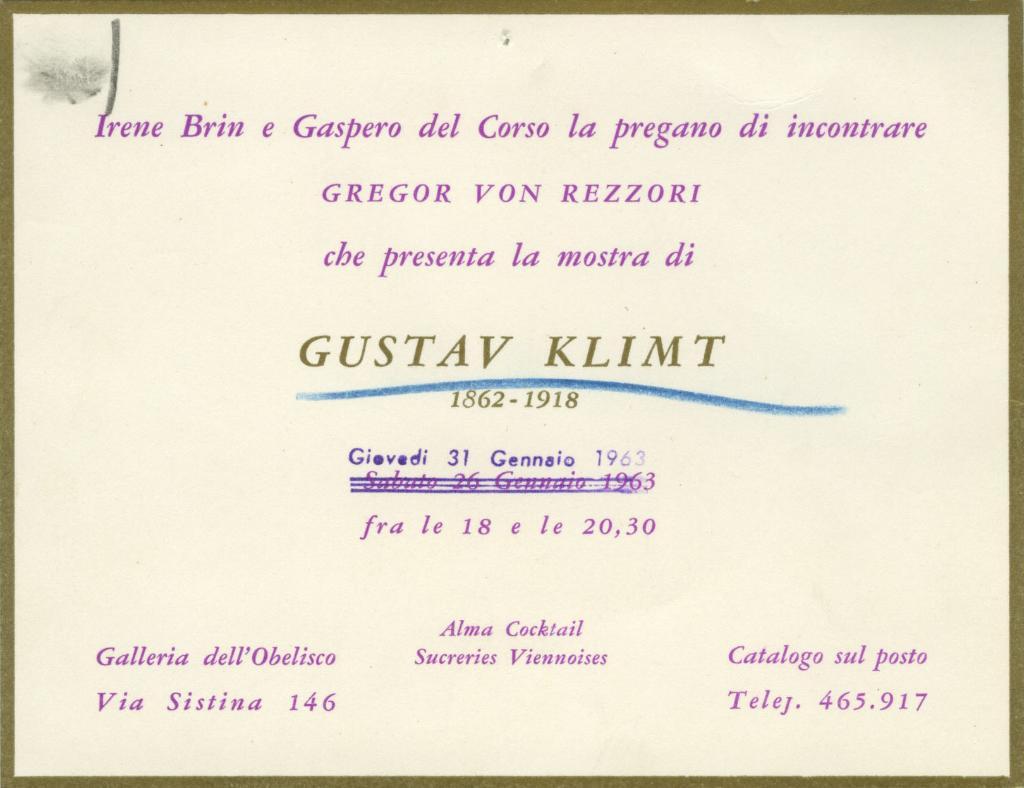 Irene Brin e Gaspero del Corso la pregano di incontrare
GREGOR VON REZZORI
che presenta la mostra di
GUSTAV KLIMT
1862-1918
Giovedi 31 Gennaio 1963
Sabato 26 Gennaio 1963
fra le 18 e le 20,30
Alma Cocktail
Sucreries Viennoises
Galleria dell'Obelisco
Via Sistina 146
Catalogo sul posto
Telef. 465.917